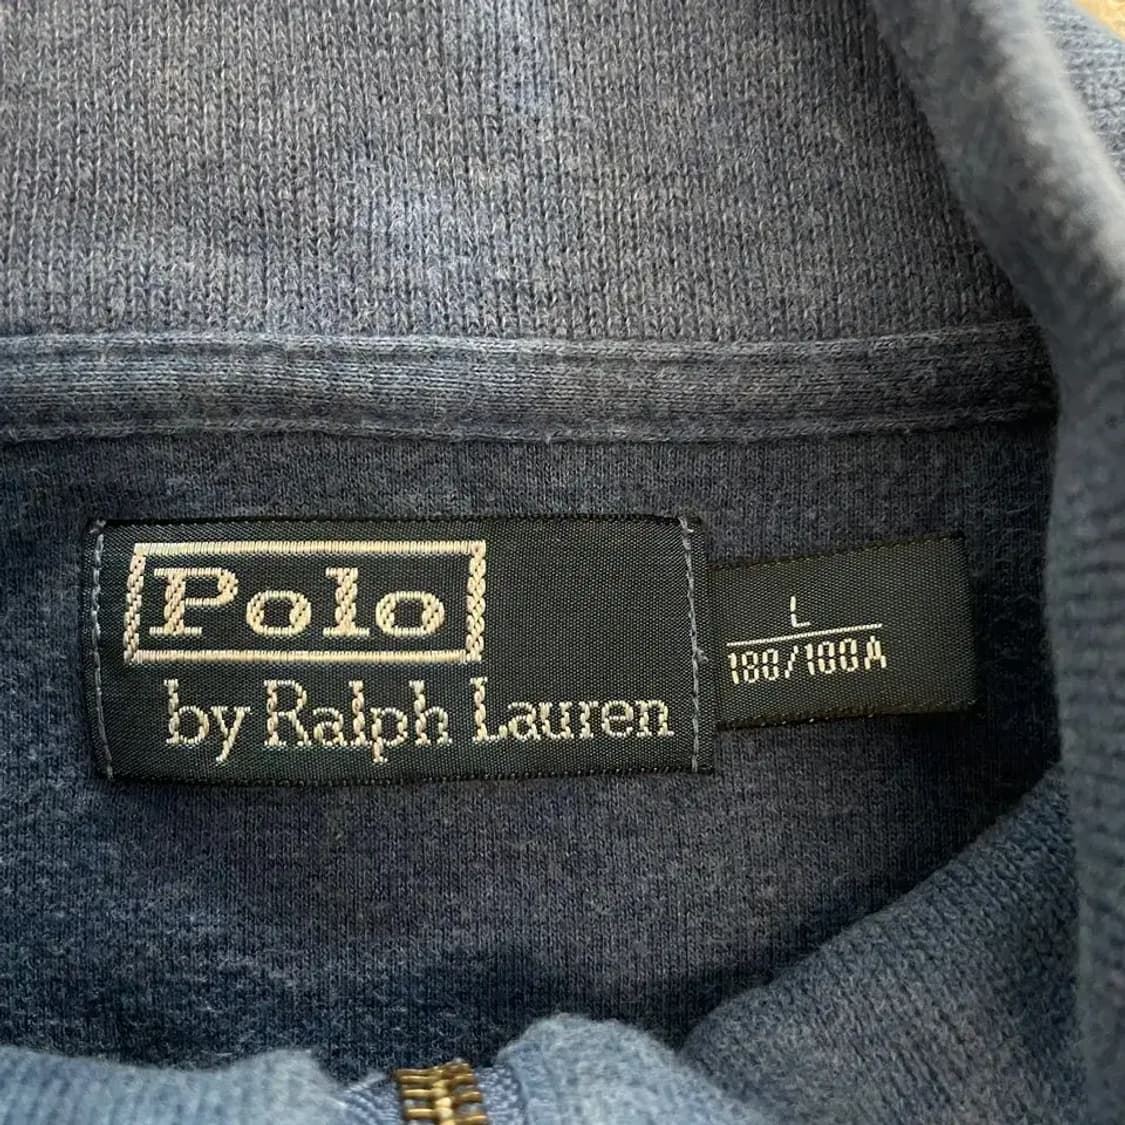 Polo
by Ralph Lauren
L
180/100A